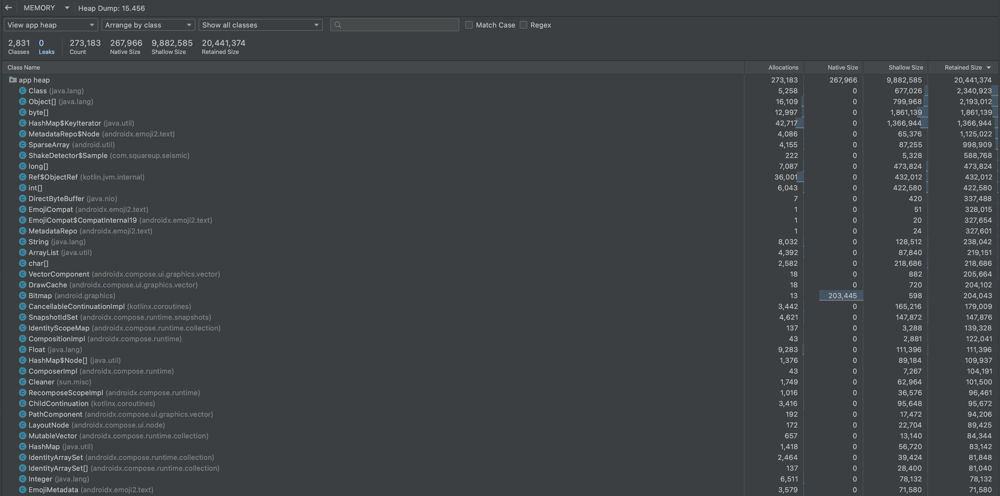 MEMORY Heap Dump: 15.456
View app heap Arrange by class Show all classes Match Case Regex
2,831 0 273,183 267,966 9,882,585 20,441,374
Classes Leaks Count Native Size Shallow Size Retained Size
Class Name Allocations Native Size Shallow Size Retained Size
app heap 273,183 267,966 9,882,585 20,441,374
Class (java.lang) 5,258 0 677,026 2,340,923
Object[] (java.lang) 16,109 0 799,968 2,193,012
byte[] 12,997 0 1,861,139 1,861,139
HashMap$KeyIterator (java.util) 42,717 0 1,366,944 1,366,944
MetadataRepo$Node (androidx.emoji2.text) 4,086 0 65,376 1,125,022
SparseArray (android.util) 4,155 0 87,255 998,909
ShakeDetector$Sample (com.squareup.seismic) 222 0 5,328 588,768
long[] 7,087 0 473,824 473,824
Ref$ObjectRef (kotlin.jvm.internal) 36,001 0 432,012 432,012
int[] 6,043 0 422,580 422,580
DirectByteBuffer (java.nio) 7 0 420 337,488
EmojiCompat (androidx.emoji2.text) 1 0 51 328,015
EmojiCompat$CompatInternal19 (androidx.emoji2.text) 1 0 20 327,654
MetadataRepo (androidx.emoji2.text) 1 0 24 327,601
String (java.lang) 8,032 0 128,512 238,042
ArrayList (java.util) 4,392 0 87,840 219,151
char[] 2,582 0 218,686 218,686
VectorComponent (androidx.compose.ui.graphics.vector) 18 0 882 205,664
DrawCache (androidx.compose.ui.graphics.vector) 18 0 720 204,102
Bitmap (android.graphics) 13 203,445 598 204,043
CancellableContinuationImpl (kotlinx.coroutines) 3,442 0 165,216 179,009
SnapshotIdSet (androidx.compose.runtime.snapshots) 4,621 0 147,872 147,876
IdentityScopeMap (androidx.compose.runtime.collection) 137 0 3,288 139,328
CompositionImpl (androidx.compose.runtime) 43 0 2,881 122,041
Float (java.lang) 9,283 0 111,396 111,396
HashMap$Node[] (java.util) 1,376 0 89,184 109,937
ComposerImpl (androidx.compose.runtime) 43 0 7,267 104,191
Cleaner (sun.misc) 1,749 0 62,964 101,500
RecomposeScopeImpl (androidx.compose.runtime) 1,016 0 36,576 96,461
ChildContinuation (kotlinx.coroutines) 3,416 0 95,648 95,672
PathComponent (androidx.compose.ui.graphics.vector) 192 0 17,472 94,206
LayoutNode (androidx.compose.ui.node) 172 0 22,704 89,425
MutableVector (androidx.compose.runtime.collection) 657 0 13,140 84,344
HashMap (java.util) 1,418 0 56,720 83,142
IdentityArraySet (androidx.compose.runtime.collection) 2,464 0 39,424 81,848
IdentityArraySet[] (androidx.compose.runtime.collection) 137 0 28,400 81,040
Integer (java.lang) 6,511 0 78,132 78,132
EmojiMetadata (androidx.emoji2.text) 3,579 0 71,580 71,580